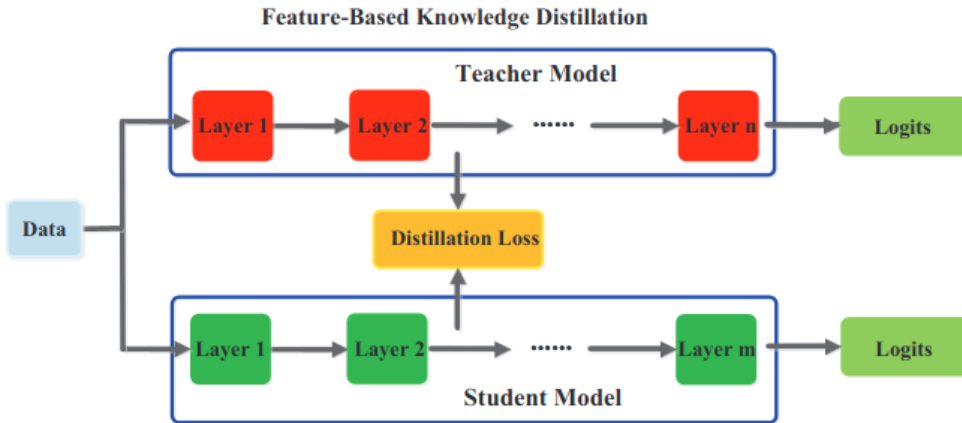 Feature-Based Knowledge Distillation
Teacher Model
Layer 1
Layer 2
......
Layer n
Logits
Data
Distillation Loss
Layer 1
Layer 2
......
Layer m
Logits
Student Model